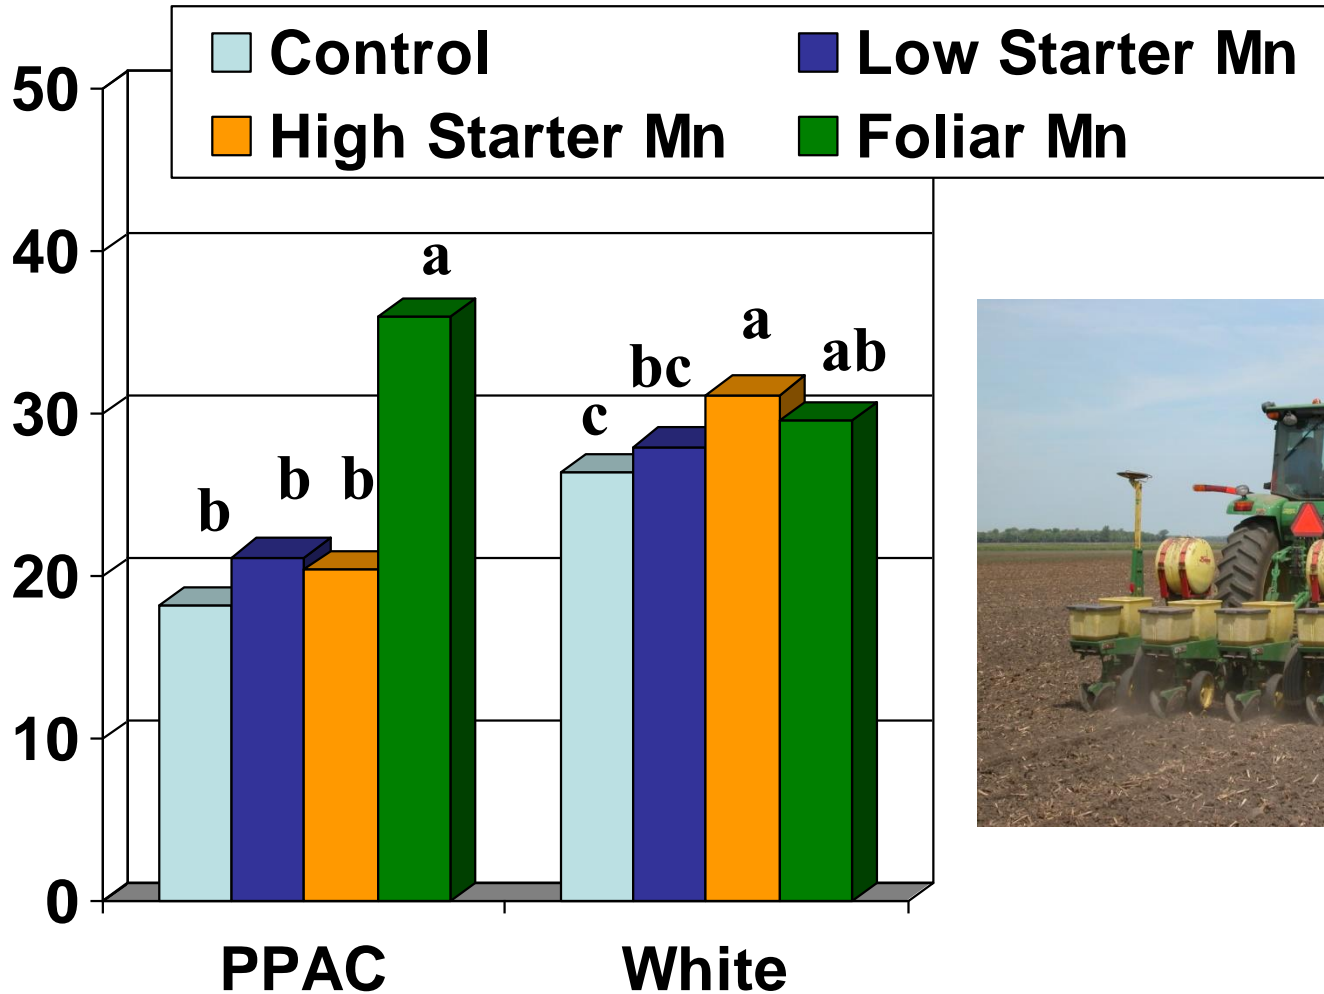 Control Low Starter Mn
High Starter Mn Foliar Mn
50
40
30
20
10
0
b b b a
c bc a ab
PPAC White